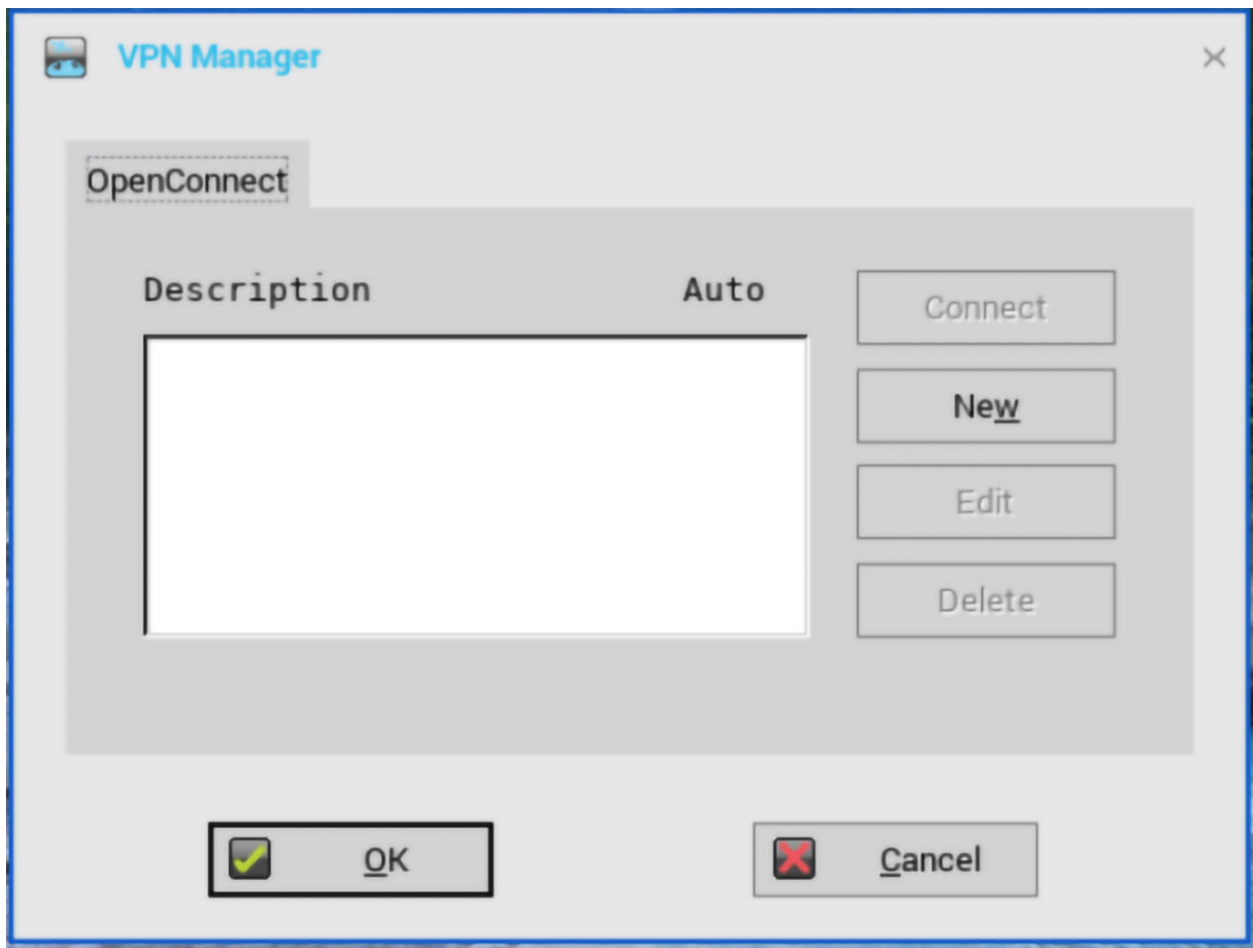 VPN Manager
OpenConnect
Description Auto
Connect
New
Edit
Delete
OK
Cancel